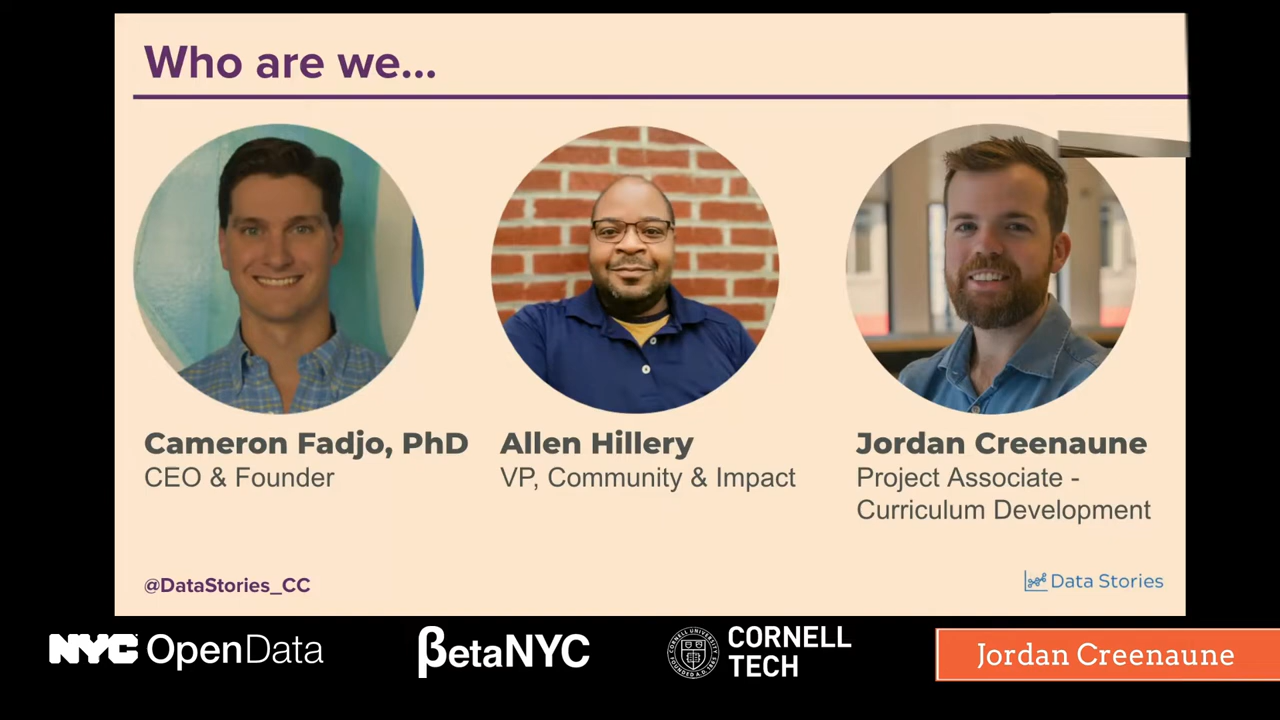 Who are we...
Cameron Fadjo, PhD
CEO & Founder
Allen Hillery
VP, Community & Impact
Jordan Creenaune
Project Associate -
Curriculum Development
@DataStories_CC
Data Stories
NYC OpenData
βetaNYC
CORNELL
TECH
Jordan Creenaune